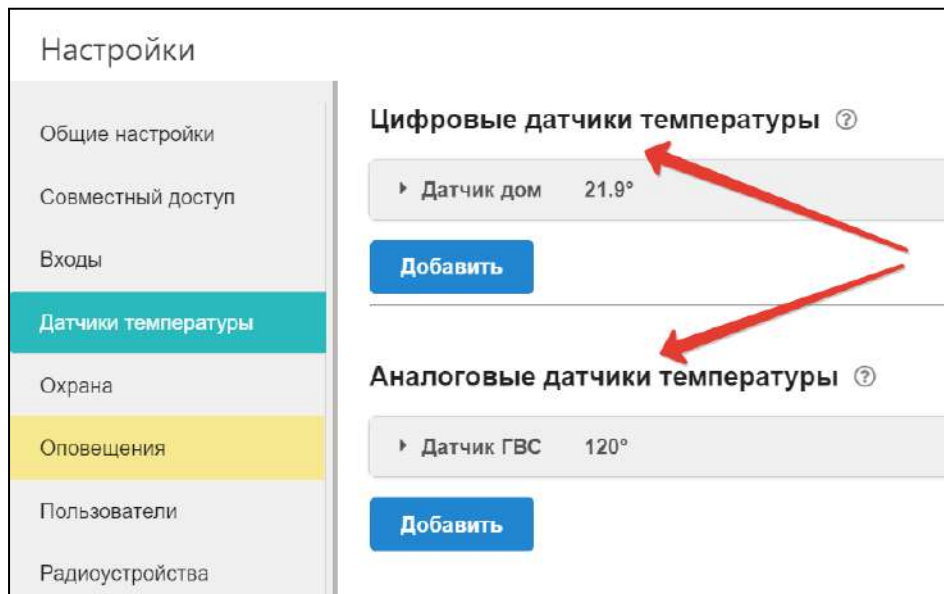 Настройки
Общие настройки
Совместный доступ
Входы
Датчики температуры
Охрана
Оповещения
Пользователи
Радиоустройства
Цифровые датчики температуры ?
Датчик дом 21.9°
Добавить
Аналоговые датчики температуры ?
Датчик ГВС 120°
Добавить